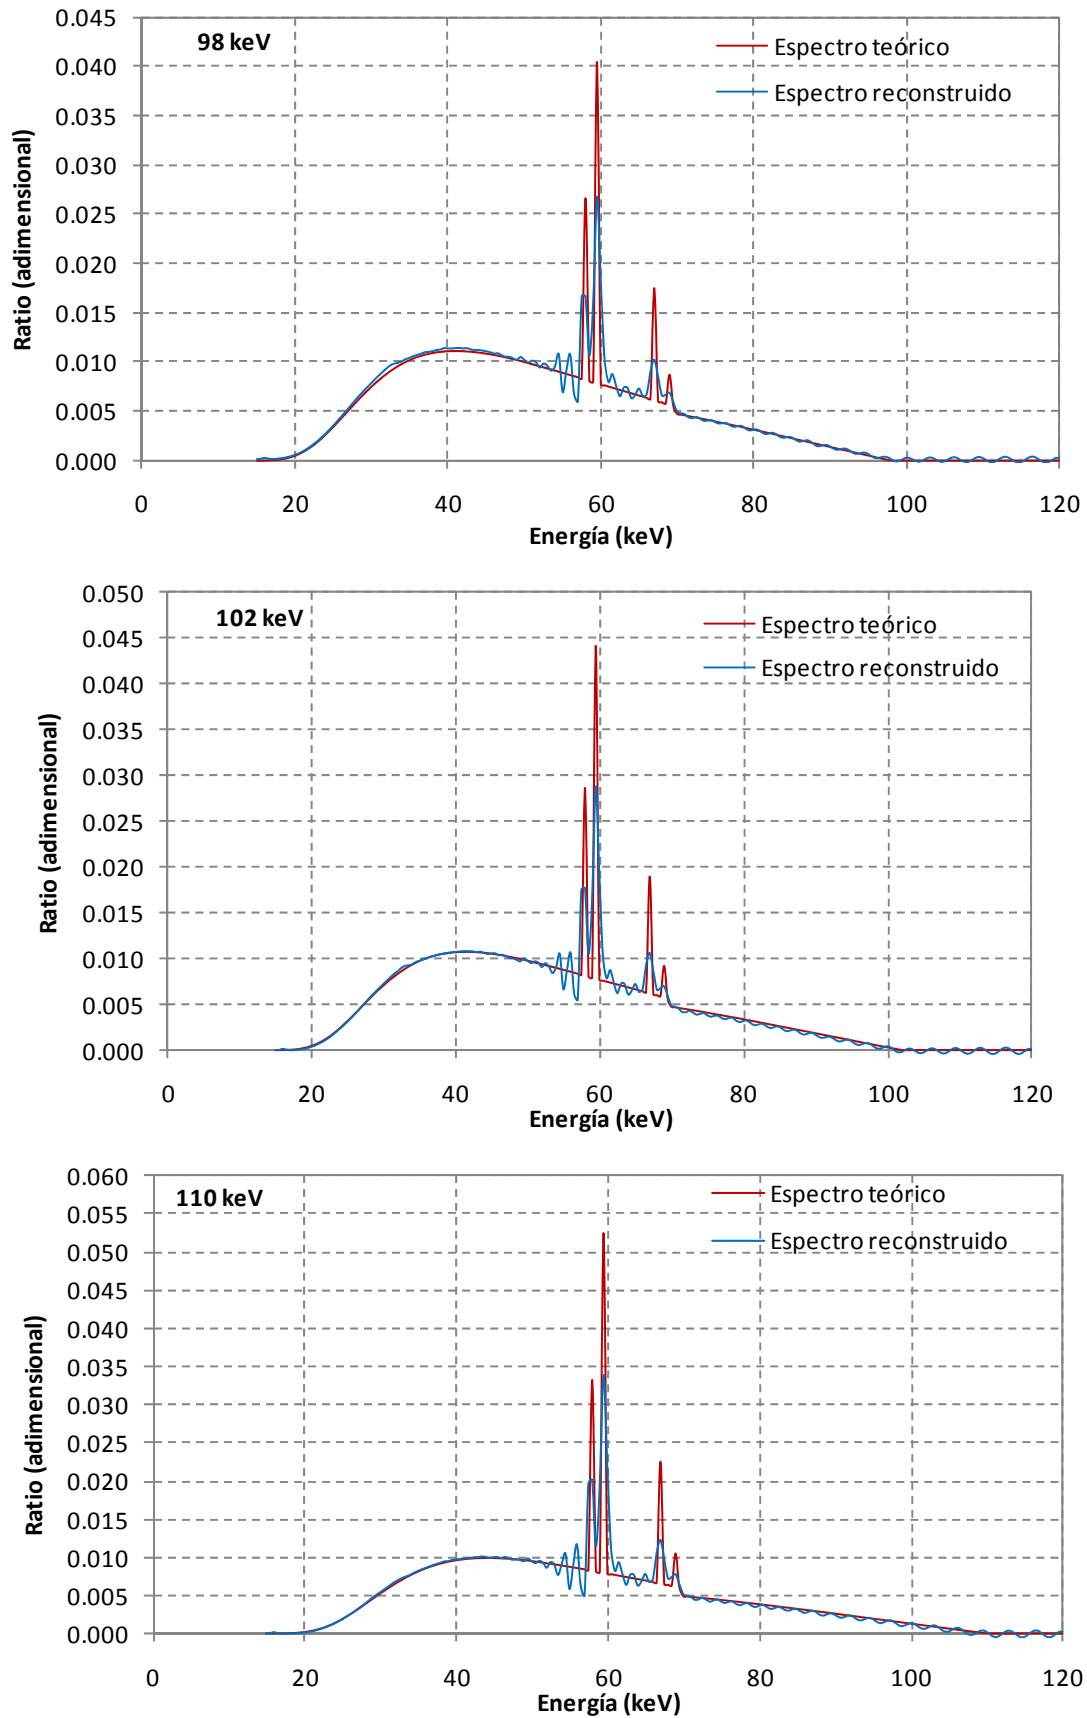 0.045
98 keV
Espectro teórico
0.040
Espectro reconstruido
0.035
0.030
0.025
0.020
0.015
0.010
0.005
0.000
Ratio (adimensional)
0 20 40 60 80 100 120
Energía (keV)
0.050
102 keV
Espectro teórico
0.045
Espectro reconstruido
0.040
0.035
0.030
0.025
0.020
0.015
0.010
0.005
0.000
Ratio (adimensional)
0 20 40 60 80 100 120
Energía (keV)
0.060
110 keV
Espectro teórico
0.055
Espectro reconstruido
0.050
0.045
0.040
0.035
0.030
0.025
0.020
0.015
0.010
0.005
0.000
Ratio (adimensional)
0 20 40 60 80 100 120
Energía (keV)